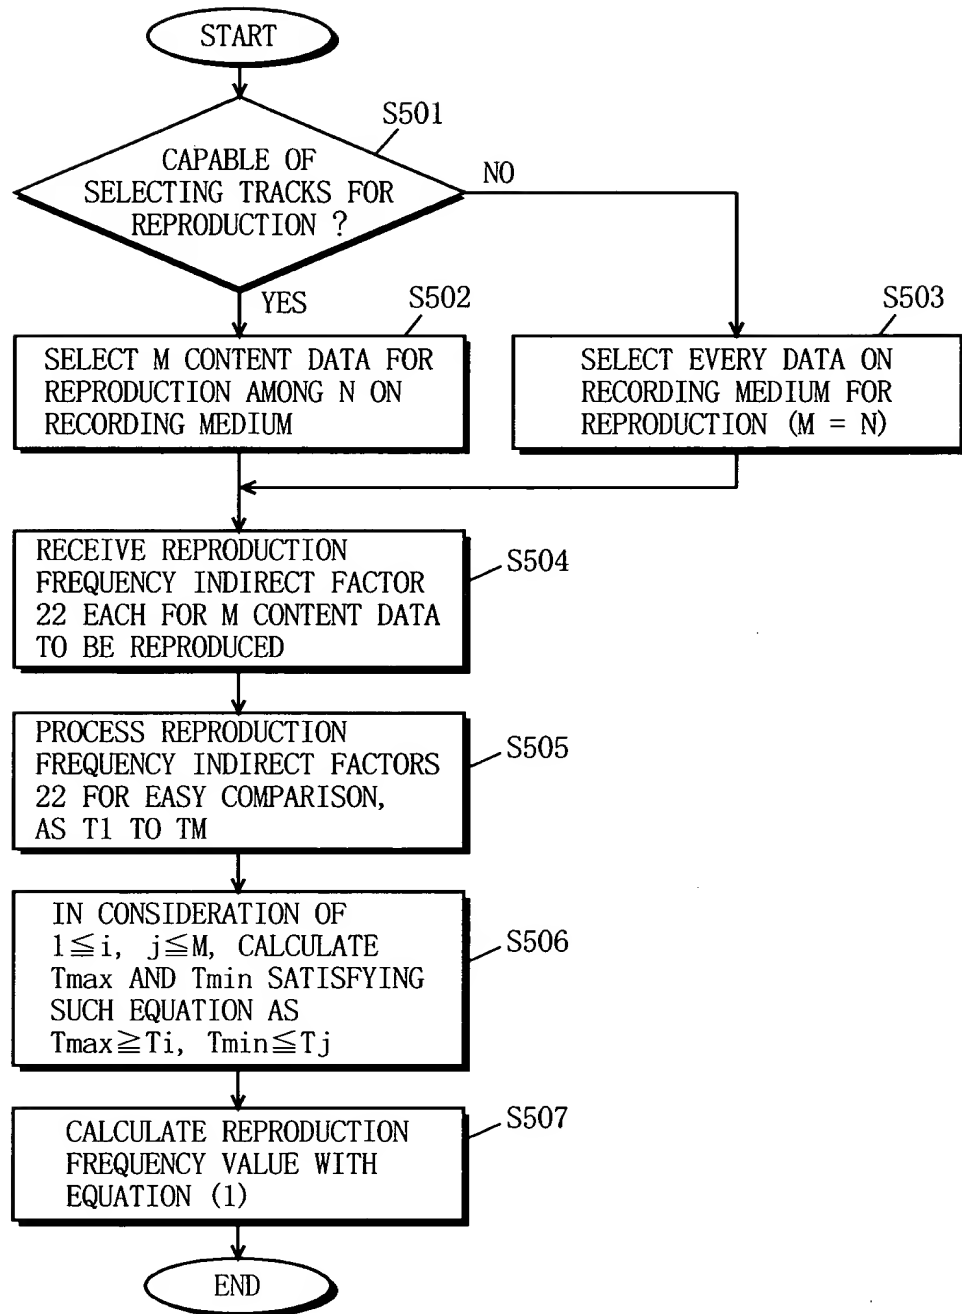 START
S501
CAPABLE OF
SELECTING TRACKS FOR
REPRODUCTION ?
NO
YES
S502
SELECT M CONTENT DATA FOR
REPRODUCTION AMONG N ON
RECORDING MEDIUM
S503
SELECT EVERY DATA ON
RECORDING MEDIUM FOR
REPRODUCTION (M = N)
RECEIVE REPRODUCTION
FREQUENCY INDIRECT FACTOR
22 EACH FOR M CONTENT DATA
TO BE REPRODUCED
S504
PROCESS REPRODUCTION
FREQUENCY INDIRECT FACTORS
22 FOR EASY COMPARISON,
AS T1 TO TM
S505
IN CONSIDERATION OF
1≦i, j≦M, CALCULATE
Tmax AND Tmin SATISFYING
SUCH EQUATION AS
Tmax≧Ti, Tmin≦Tj
S506
CALCULATE REPRODUCTION
FREQUENCY VALUE WITH
EQUATION (1)
S507
END